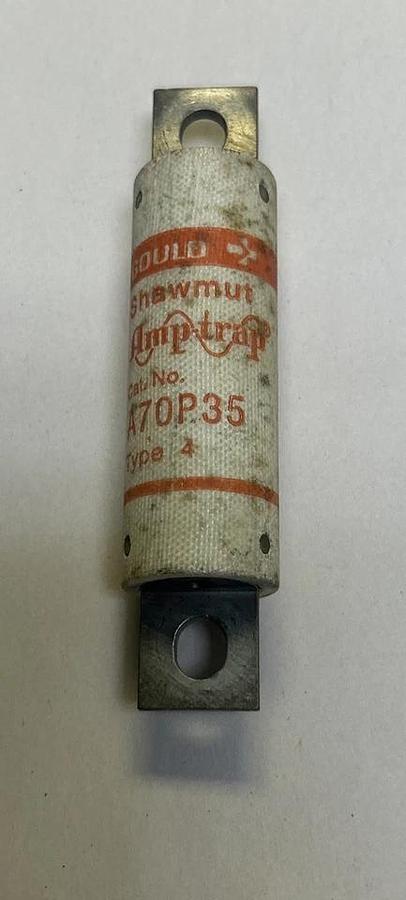 GOULD
Shawmut
Amp-trap®
Cat. No.
A70P35
Type 4